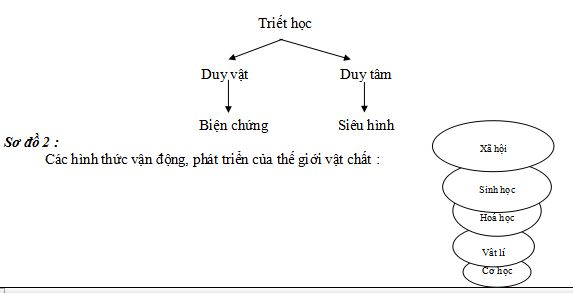 Triết học
Duy vật Duy tâm
Biện chứng Siêu hình
Sơ đồ 2 :
Các hình thức vận động, phát triển của thế giới vật chất :
Xã hội
Sinh học
Hoá học
Vật lí
Cơ học